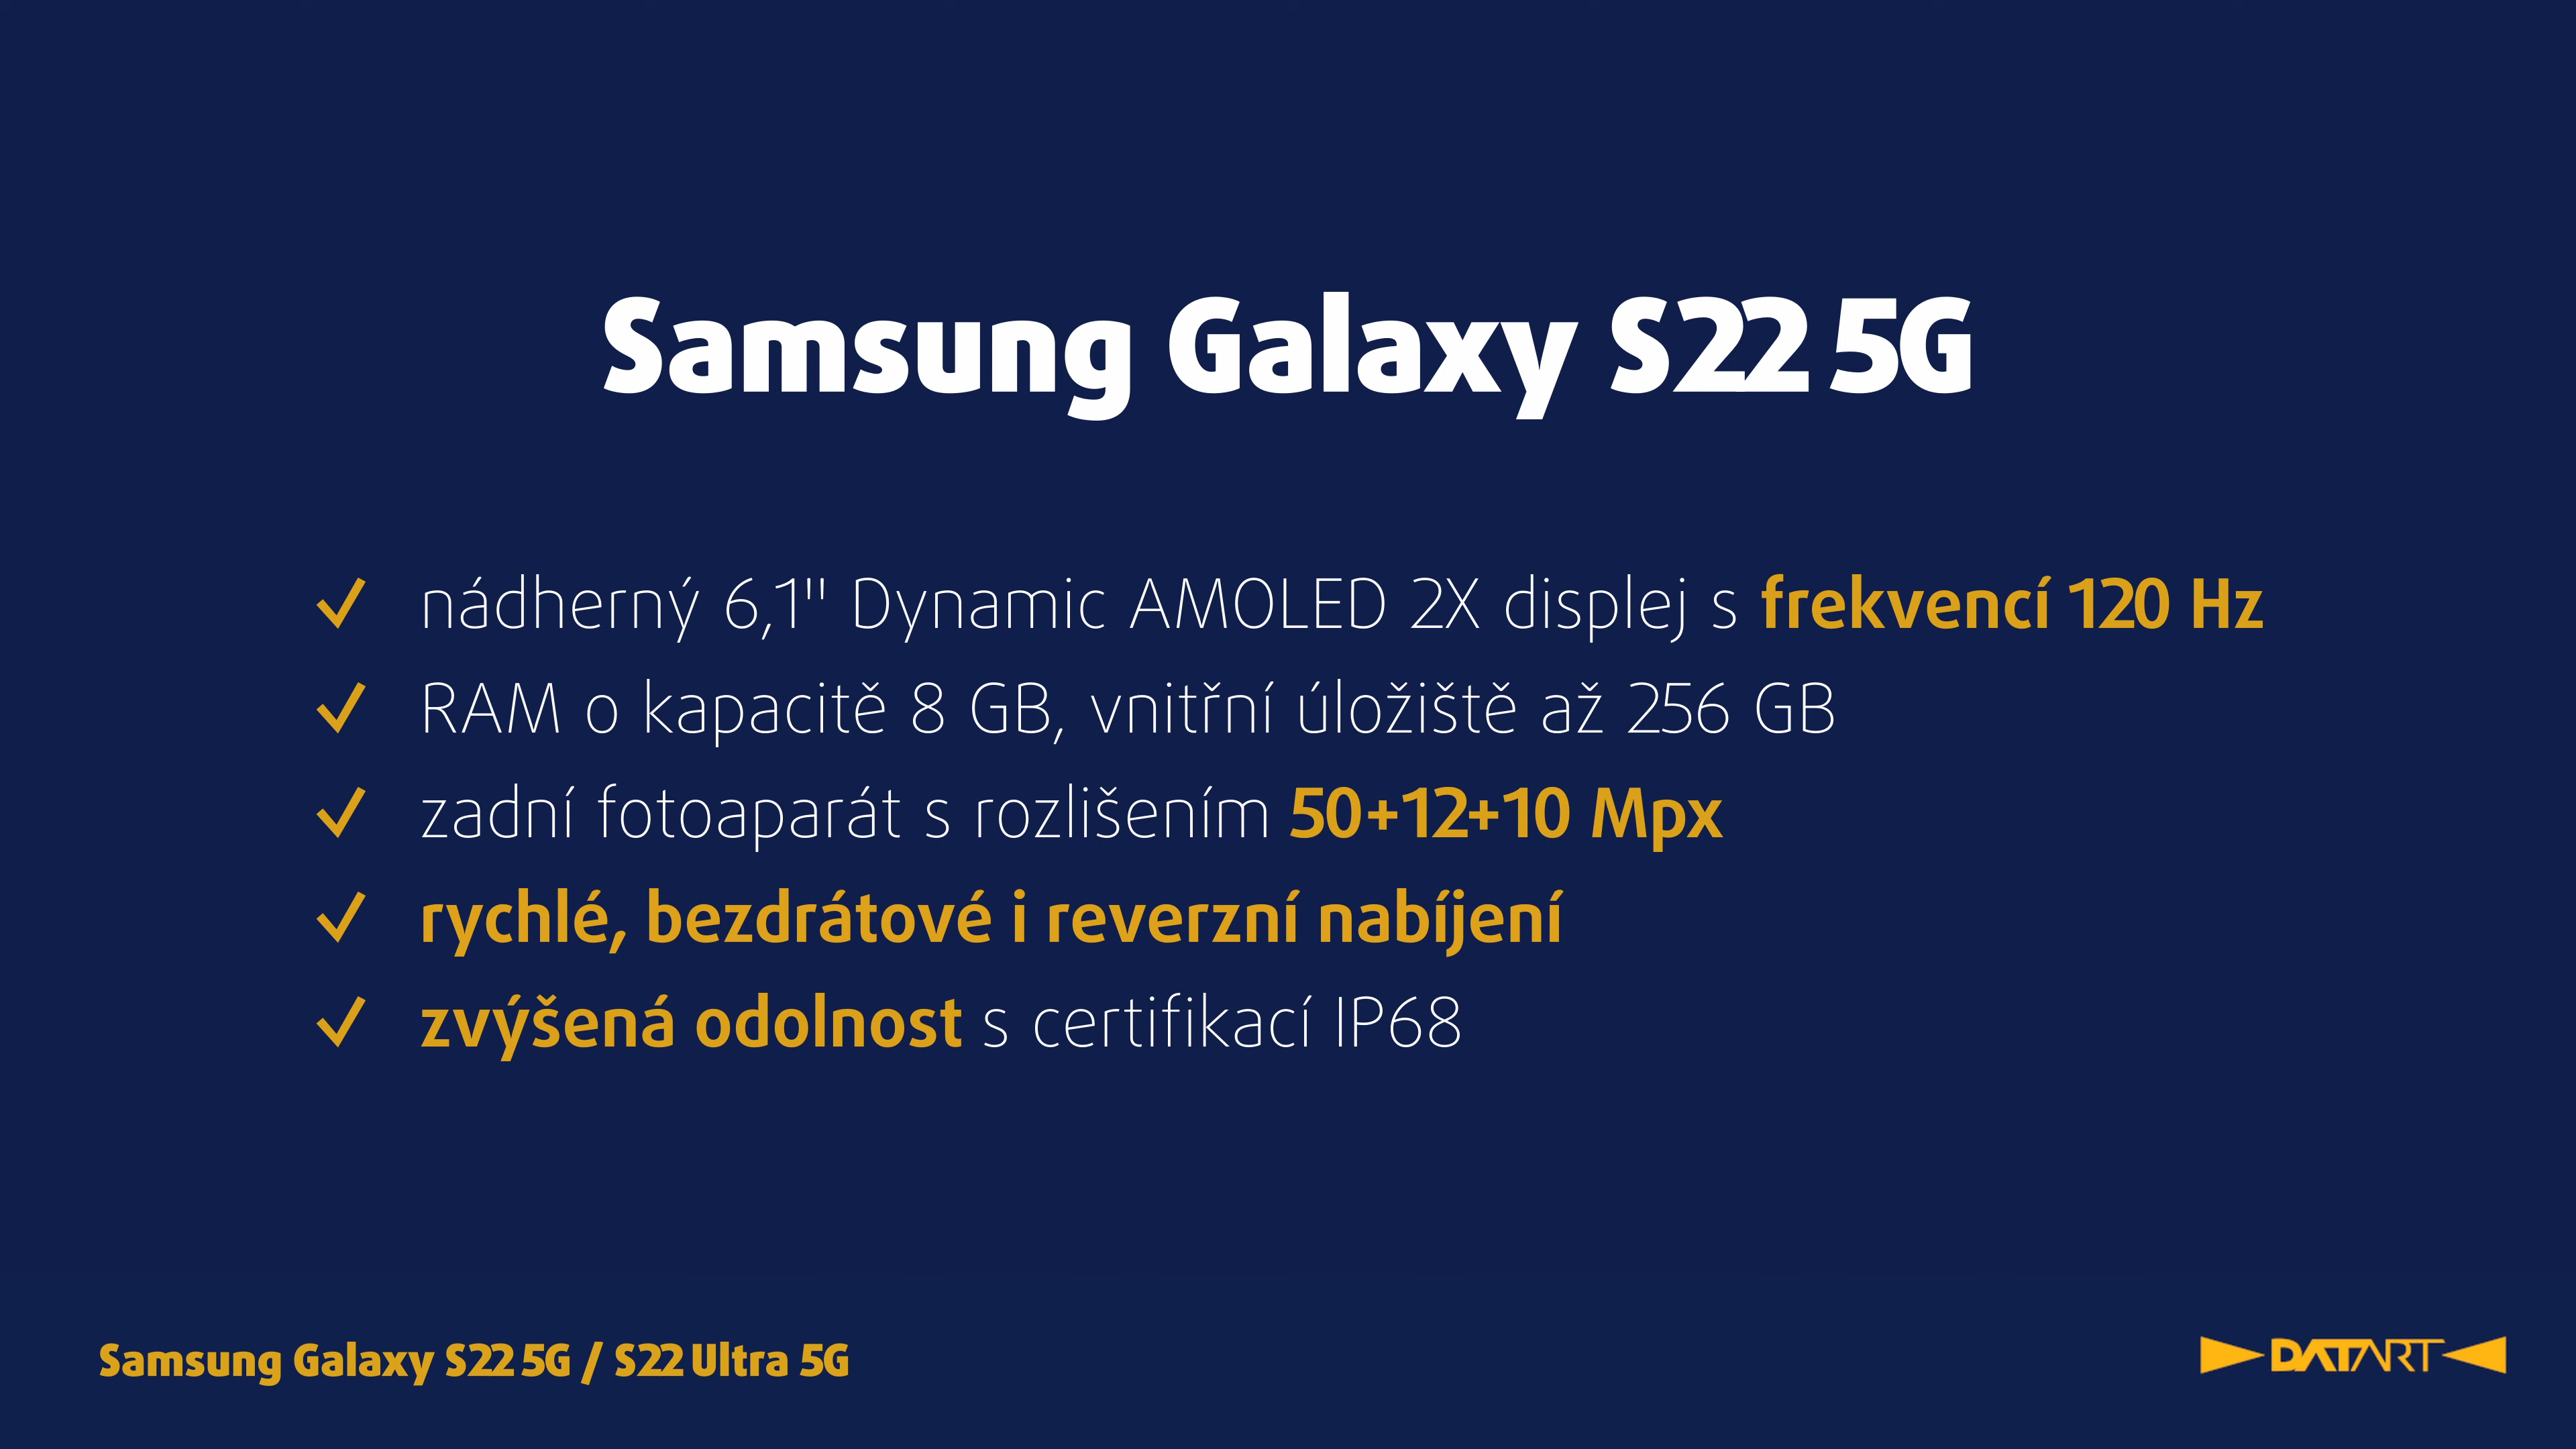 Samsung Galaxy S22 5G
nádherný 6,1" Dynamic AMOLED 2X displej s frekvencí 120 Hz
RAM o kapacitě 8 GB, vnitřní úložiště až 256 GB
zadní fotoaparát s rozlišením 50+12+10 Mpx
rychlé, bezdrátové i reverzní nabíjení
zvýšená odolnost s certifikací IP68
Samsung Galaxy S22 5G / S22 Ultra 5G
DATART